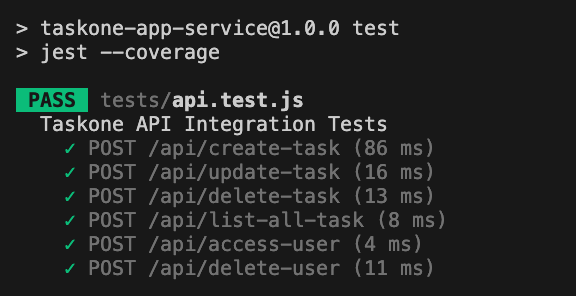 > taskone-app-service@1.0.0 test
> jest --coverage
PASS tests/api.test.js
Taskone API Integration Tests
✓ POST /api/create-task (86 ms)
✓ POST /api/update-task (16 ms)
✓ POST /api/delete-task (13 ms)
✓ POST /api/list-all-task (8 ms)
✓ POST /api/access-user (4 ms)
✓ POST /api/delete-user (11 ms)